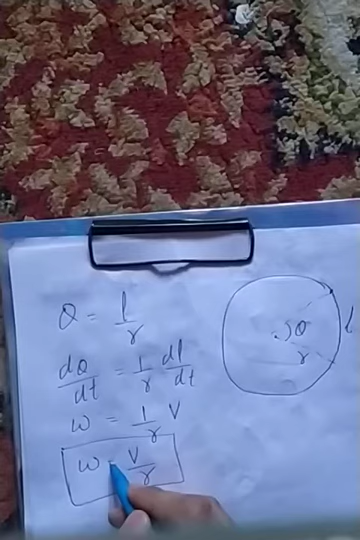 θ = l/r
dθ/dt = 1/r dl/dt
ω = 1/r V
ω = V/r
θ
r
l